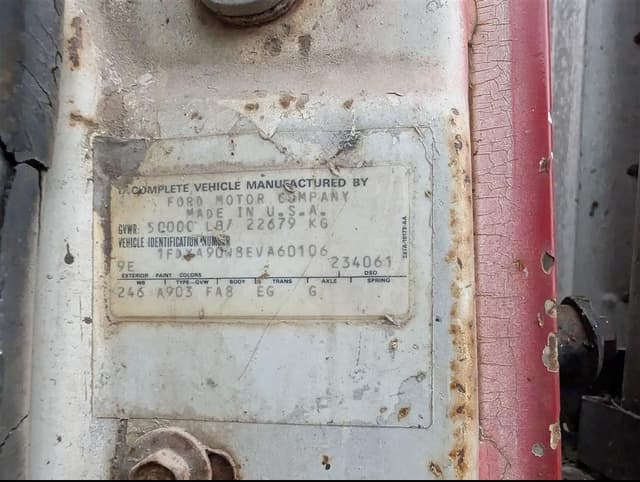 INCOMPLETE VEHICLE MANUFACTURED BY
FORD MOTOR COMPANY
MADE IN U.S.A.
GVWR: 50000 LB/ 22679 KG
VEHICLE IDENTIFICATION NUMBER
9E 234061
EXTERIOR PAINT COLORS DSO
WB TYPE-GVW BODY TRANS AXLE SPRING
246 A903 FA8 EG G